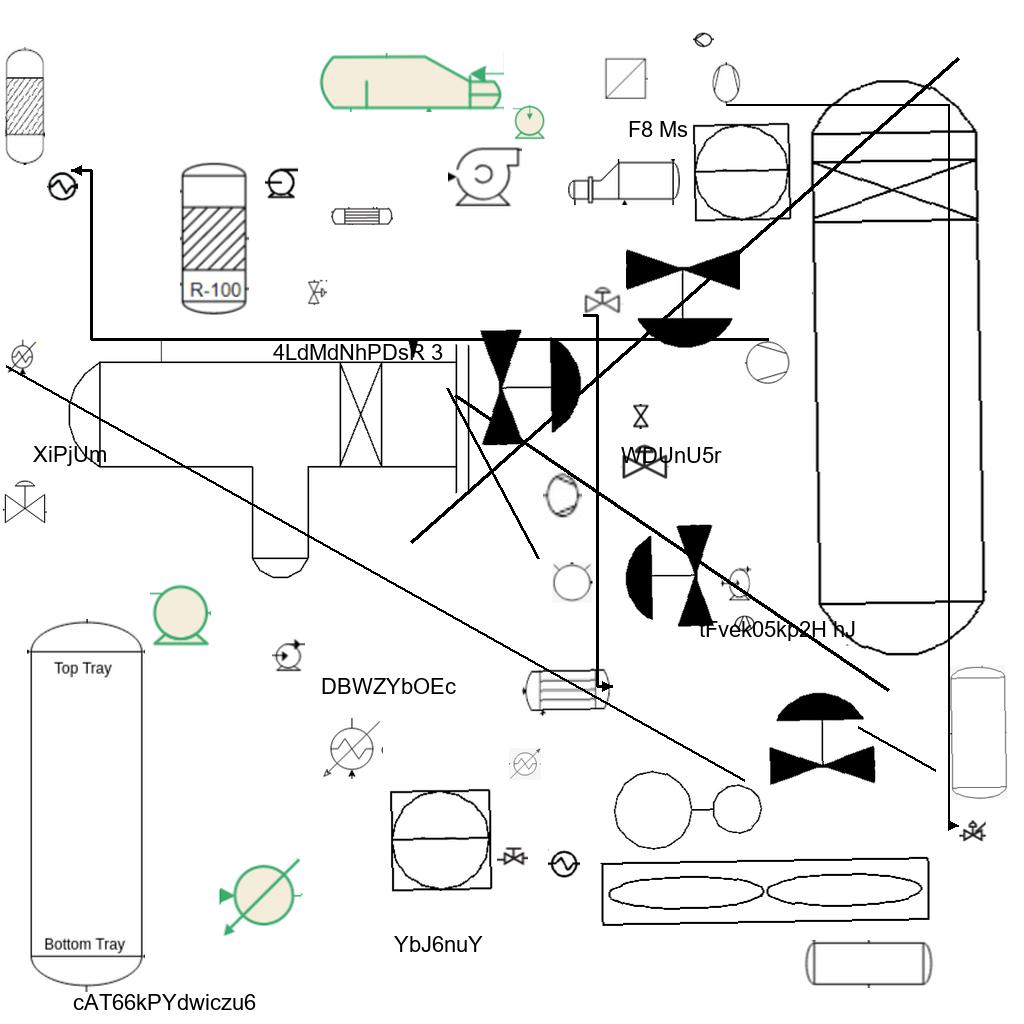 F8 Ms
R-100
4LdMdNhPDsR 3
XiPjUm
WDUnU5r
tFvek05kp2H hJ
Top Tray
DBWZYbOEc
Bottom Tray
YbJ6nuY
cAT66kPYdwiczu6